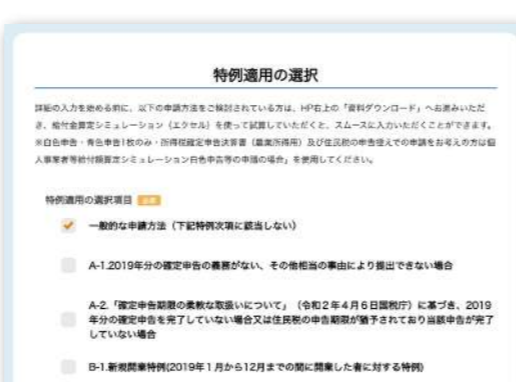 特例適用の選択
詳細の入力を始める前に、以下の申請方法をご検討されている方は、HP右上の「資料ダウンロード」へお進みいただ
き、給付金算定シミュレーション（エクセル）を使って試算していただくと、スムースに入力いただくことができます。
※白色申告・青色申告1枚のみ・所得税確定申告決算書（農業所得用）及び住民税の申告控えでの申請をお考えの方は個
人事業者等給付額算定シミュレーション白色申告等の申請の場合」を使用してください。
特例適用の選択項目 必須
一般的な申請方法（下記特例次項に該当しない）
A-1.2019年分の確定申告の義務がない、その他相当の事由により提出できない場合
A-2.「確定申告期限の柔軟な取扱いについて」（令和2年4月6日国税庁）に基づき、2019
年分の確定申告を完了していない場合又は住民税の申告期限が猶予されており当該申告が完了
していない場合
B-1.新規開業特例(2019年1月から12月までの間に開業した者に対する特例)